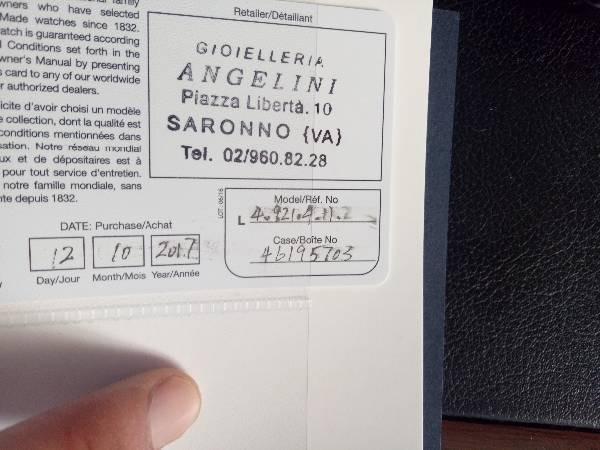 wners who have selected
Made watches since 1832.
atch is guaranteed according
l Conditions set forth in the
wner's Manual by presenting
s card to any of our worldwide
r authorized dealers.
icite d'avoir choisi un modèle
e collection, dont la qualité est
conditions mentionnées dans
sation. Notre réseau mondial
ux et de dépositaires est à
pour tout service d'entretien.
notre famille mondiale, sans
nte depuis 1832.
Retailer/Détaillant
GIOIELLERIA
ANGELINI
Piazza Libertà. 10
SARONNO (VA)
Tel. 02/960.82.28
DATE: Purchase/Achat
12 10 2017
Day/Jour Month/Mois Year/Année
Model/Réf. No
L 4.921.4.11.2
Case/Boîte No
46195703